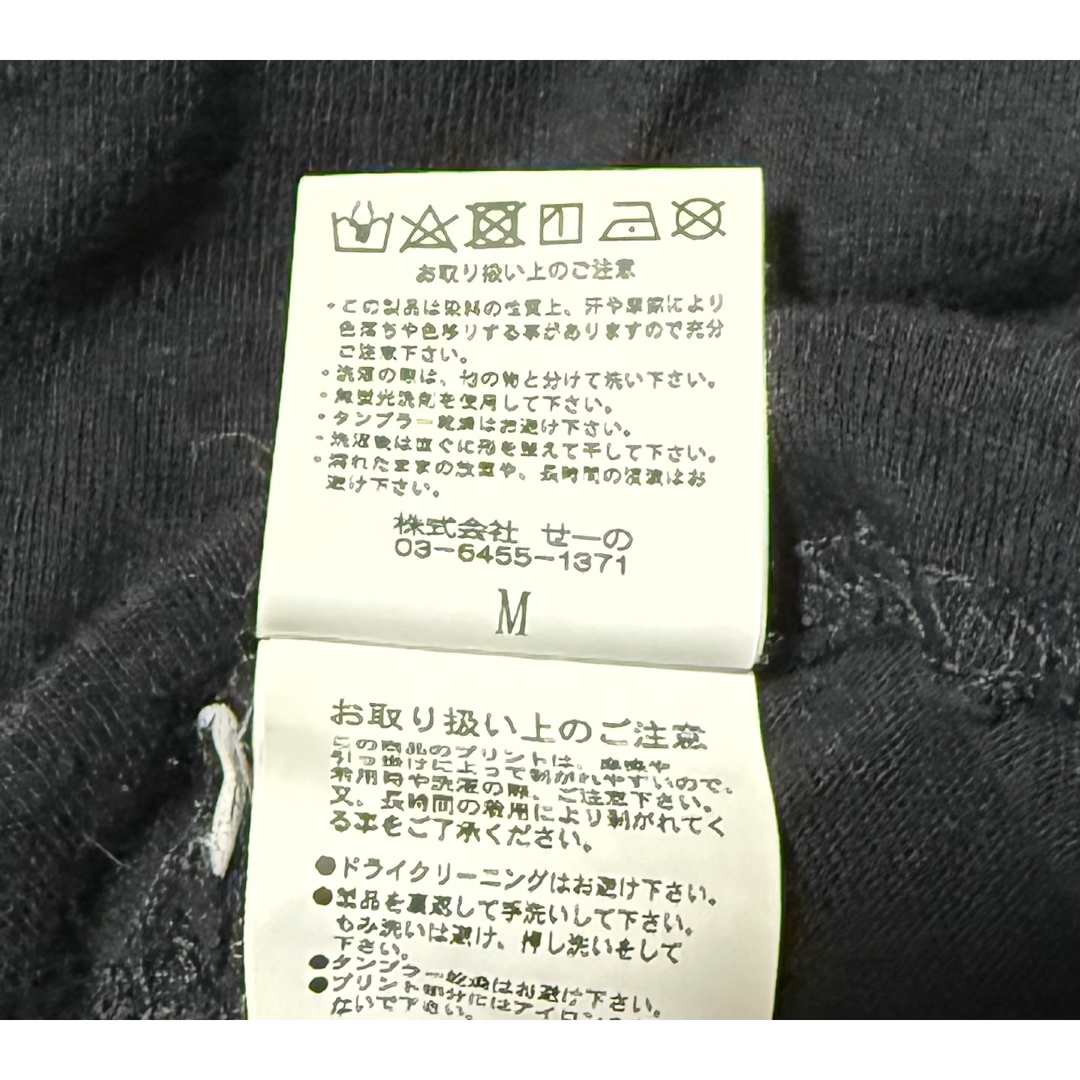 お取り扱い上のご注意
・この製品は染料の性質上、汗や摩擦により
色落ちや色移りする事がありますので充分
ご注意下さい。
・洗濯の際は、他の物と分けて洗い下さい。
・無蛍光洗剤を使用して下さい。
・タンブラー乾燥はお避け下さい。
・洗濯後は直ぐに形を整えて干して下さい。
・濡れたままの放置や、長時間の浸漬はお
避け下さい。
株式会社 せーの
03-6455-1371
M
お取り扱い上のご注意
この商品のプリントは、摩擦や
引っ掛けによって剥がれやすいので、
着用時や洗濯の際、ご注意下さい。
又、長時間の着用により剥がれてく
る事をご了承ください。
●ドライクリーニングはお避け下さい。
●製品を裏返して手洗いして下さい。
もみ洗いは避け、押し洗いをして
下さい。
●タンブラー乾燥はお避け下さい。
●プリント部分にはアイロン
ないで下さい。